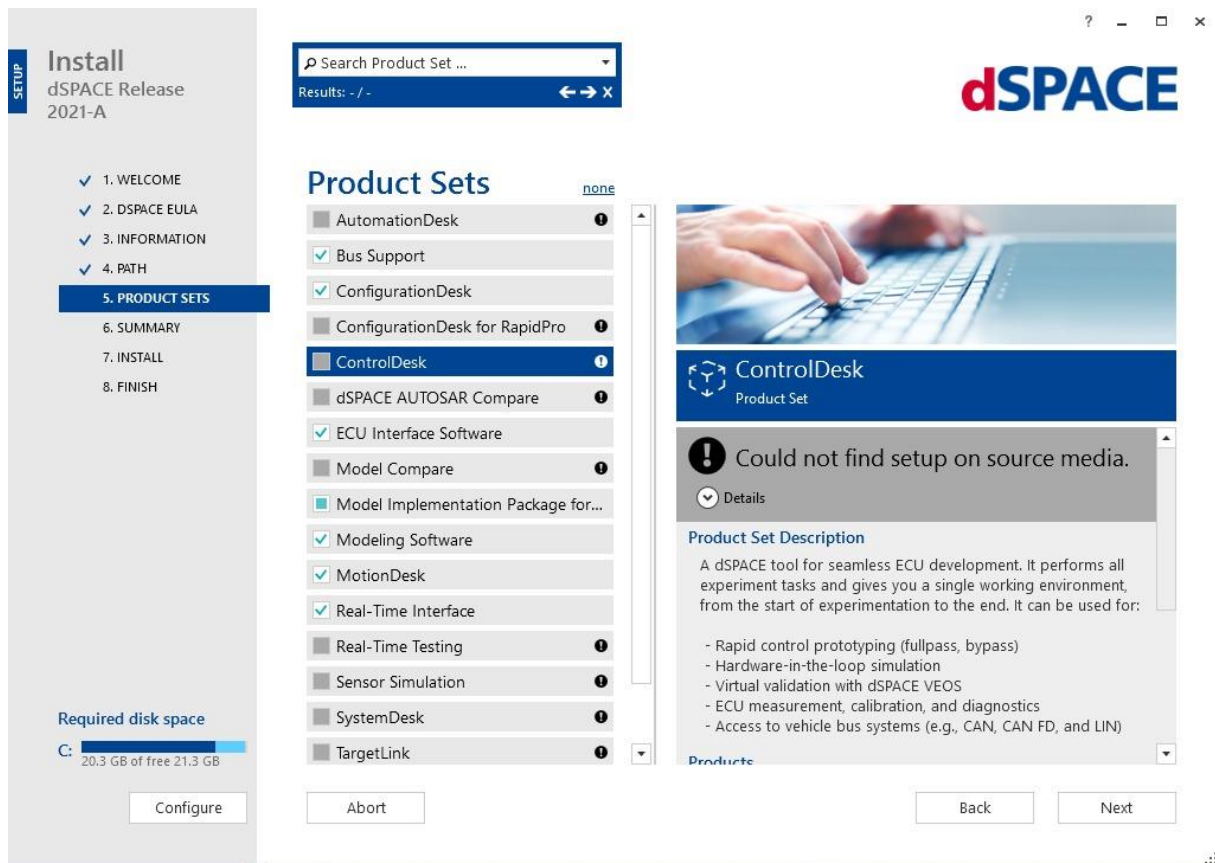 SETUP
Install
dSPACE Release
2021-A
1. WELCOME
2. DSPACE EULA
3. INFORMATION
4. PATH
5. PRODUCT SETS
6. SUMMARY
7. INSTALL
8. FINISH
Required disk space
C:
20.3 GB of free 21.3 GB
Configure
Search Product Set ...
Results: - / -
X
dSPACE
Product Sets
none
AutomationDesk
Bus Support
ConfigurationDesk
ConfigurationDesk for RapidPro
ControlDesk
dSPACE AUTOSAR Compare
ECU Interface Software
Model Compare
Model Implementation Package for...
Modeling Software
MotionDesk
Real-Time Interface
Real-Time Testing
Sensor Simulation
SystemDesk
TargetLink
ControlDesk
Product Set
Could not find setup on source media.
Details
Product Set Description
A dSPACE tool for seamless ECU development. It performs all
experiment tasks and gives you a single working environment,
from the start of experimentation to the end. It can be used for:
- Rapid control prototyping (fullpass, bypass)
- Hardware-in-the-loop simulation
- Virtual validation with dSPACE VEOS
- ECU measurement, calibration, and diagnostics
- Access to vehicle bus systems (e.g., CAN, CAN FD, and LIN)
Products
Abort
Back
Next